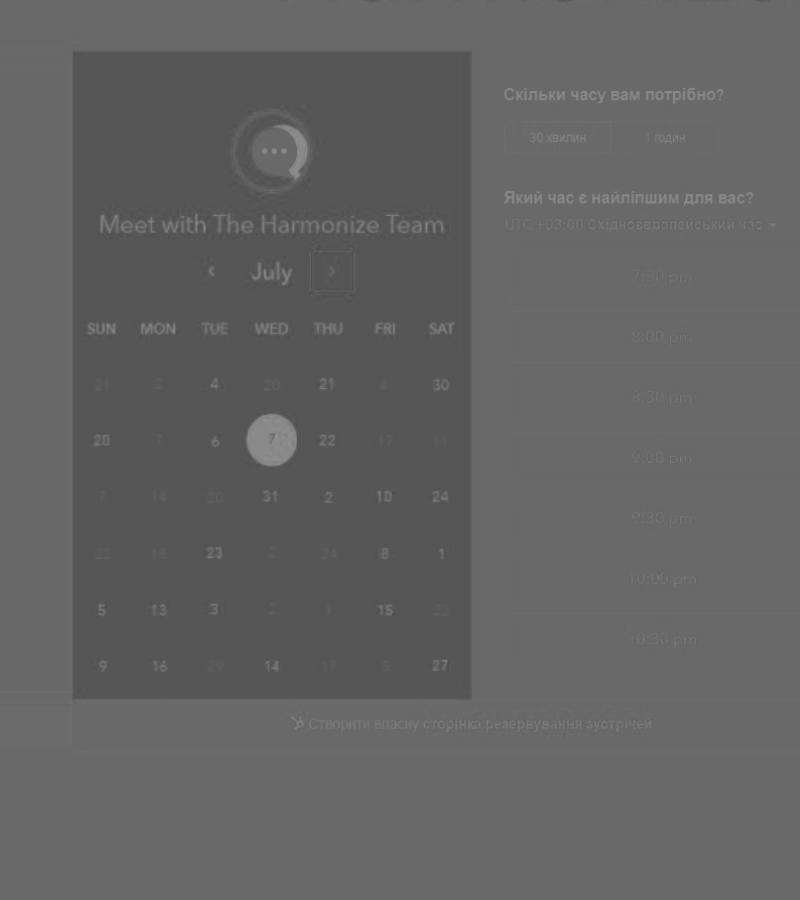 Meet with The Harmonize Team
July
SUN MON TUE WED THU FRI SAT
21 2 4 20 21 30
20 7 6 7 22 17 11
7 14 20 31 2 10 24
18 23 2 24 8 1
5 13 3 2 1 15
9 16 29 14 17 27
Скільки часу вам потрібно?
30 хвилин 1 годин
Який час є найліпшим для вас?
UTC +03:00 Східноєвропейський час
7:30 pm
8:00 pm
8:30 pm
9:00 pm
9:30 pm
10:00 pm
10:30 pm
Створити власну сторінка резервування зустрічей